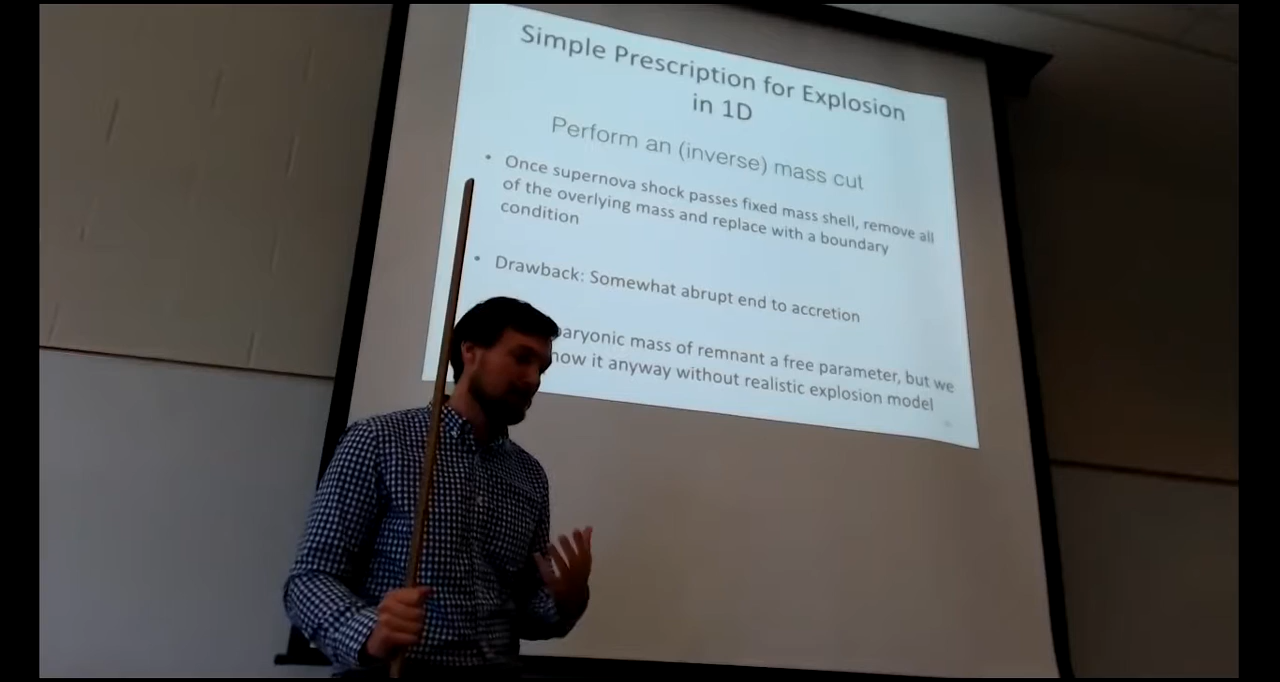 Simple Prescription for Explosion
in 1D
Perform an (inverse) mass cut
• Once supernova shock passes fixed mass shell, remove all
of the overlying mass and replace with a boundary
condition
• Drawback: Somewhat abrupt end to accretion
mass of remnant a free parameter, but we
it anyway without realistic explosion model